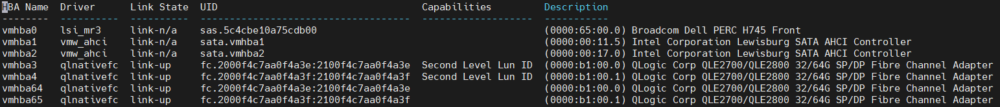 HBA Name  Driver      Link State  UID                                   Capabilities         Description
--------  ----------  ----------  ------------------------------------  -------------------  -----------
vmhba0    lsi_mr3     link-n/a    sas.5c4cbe10a75cdb00                                       (0000:65:00.0) Broadcom Dell PERC H745 Front
vmhba1    vmw_ahci    link-n/a    sata.vmhba1                                                (0000:00:11.5) Intel Corporation Lewisburg SATA AHCI Controller
vmhba2    vmw_ahci    link-n/a    sata.vmhba2                                                (0000:00:17.0) Intel Corporation Lewisburg SATA AHCI Controller
vmhba3    qlnativefc  link-up     fc.2000f4c7aa0f4a3e:2100f4c7aa0f4a3e  Second Level Lun ID  (0000:b1:00.0) QLogic Corp QLE2700/QLE2800 32/64G SP/DP Fibre Channel Adapter
vmhba4    qlnativefc  link-up     fc.2000f4c7aa0f4a3f:2100f4c7aa0f4a3f  Second Level Lun ID  (0000:b1:00.1) QLogic Corp QLE2700/QLE2800 32/64G SP/DP Fibre Channel Adapter
vmhba64   qlnativefc  link-up     fc.2000f4c7aa0f4a3e:2100f4c7aa0f4a3e                       (0000:b1:00.0) QLogic Corp QLE2700/QLE2800 32/64G SP/DP Fibre Channel Adapter
vmhba65   qlnativefc  link-up     fc.2000f4c7aa0f4a3f:2100f4c7aa0f4a3f                       (0000:b1:00.1) QLogic Corp QLE2700/QLE2800 32/64G SP/DP Fibre Channel Adapter